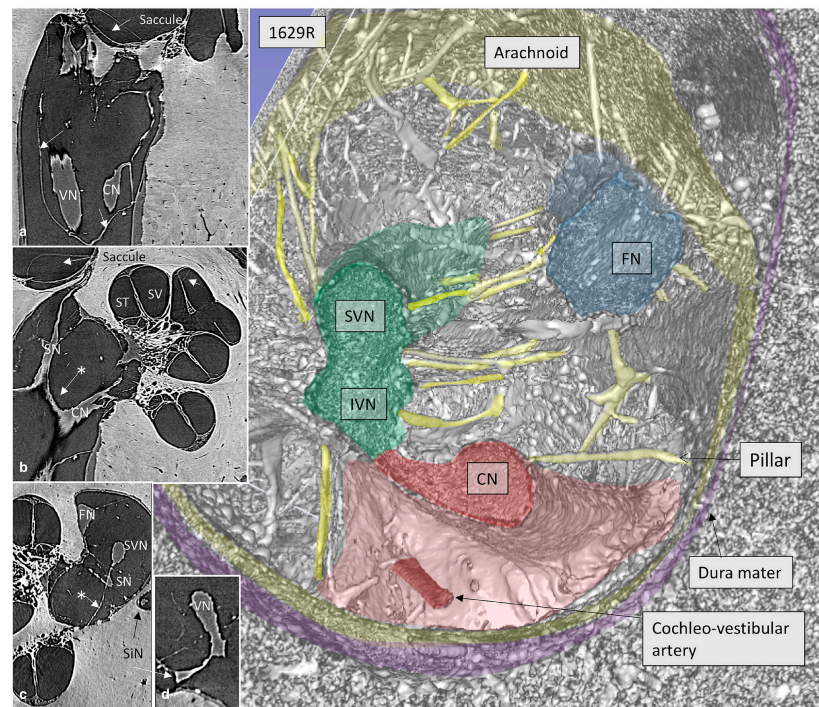 Saccule
VN
CN
a
Saccule
ST
SV
SN
*
CN
b
FN
SVN
SN
*
SiN
c
VN
d
1629R
Arachnoid
FN
SVN
IVN
CN
Pillar
Dura mater
Cochleo-vestibular
artery